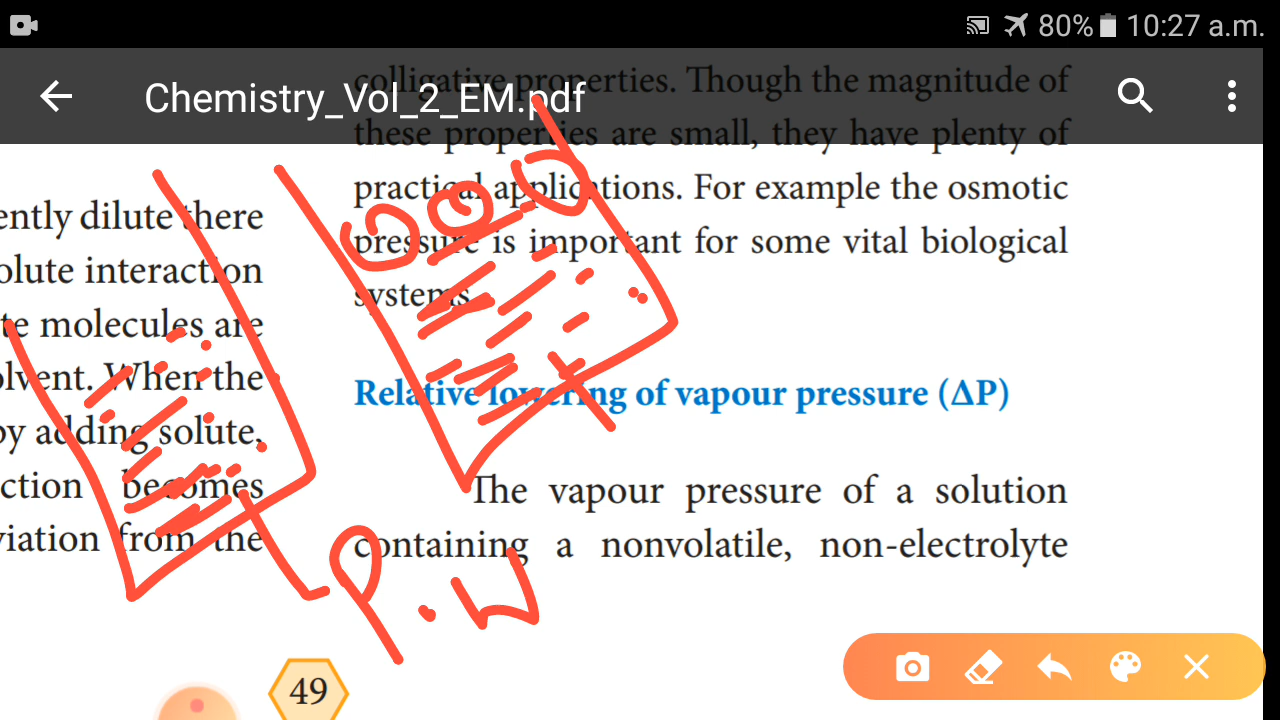 80% 10:27 a.m.
Chemistry_Vol_2_EM.pdf
ently dilute there
olute interaction
te molecules are
olvent. When the
by adding solute,
ction becomes
viation from the
colligative properties. Though the magnitude of
these properties are small, they have plenty of
practical applications. For example the osmotic
pressure is important for some vital biological
systems.
Relative lowering of vapour pressure (ΔP)
The vapour pressure of a solution
containing a nonvolatile, non-electrolyte
P.W
49